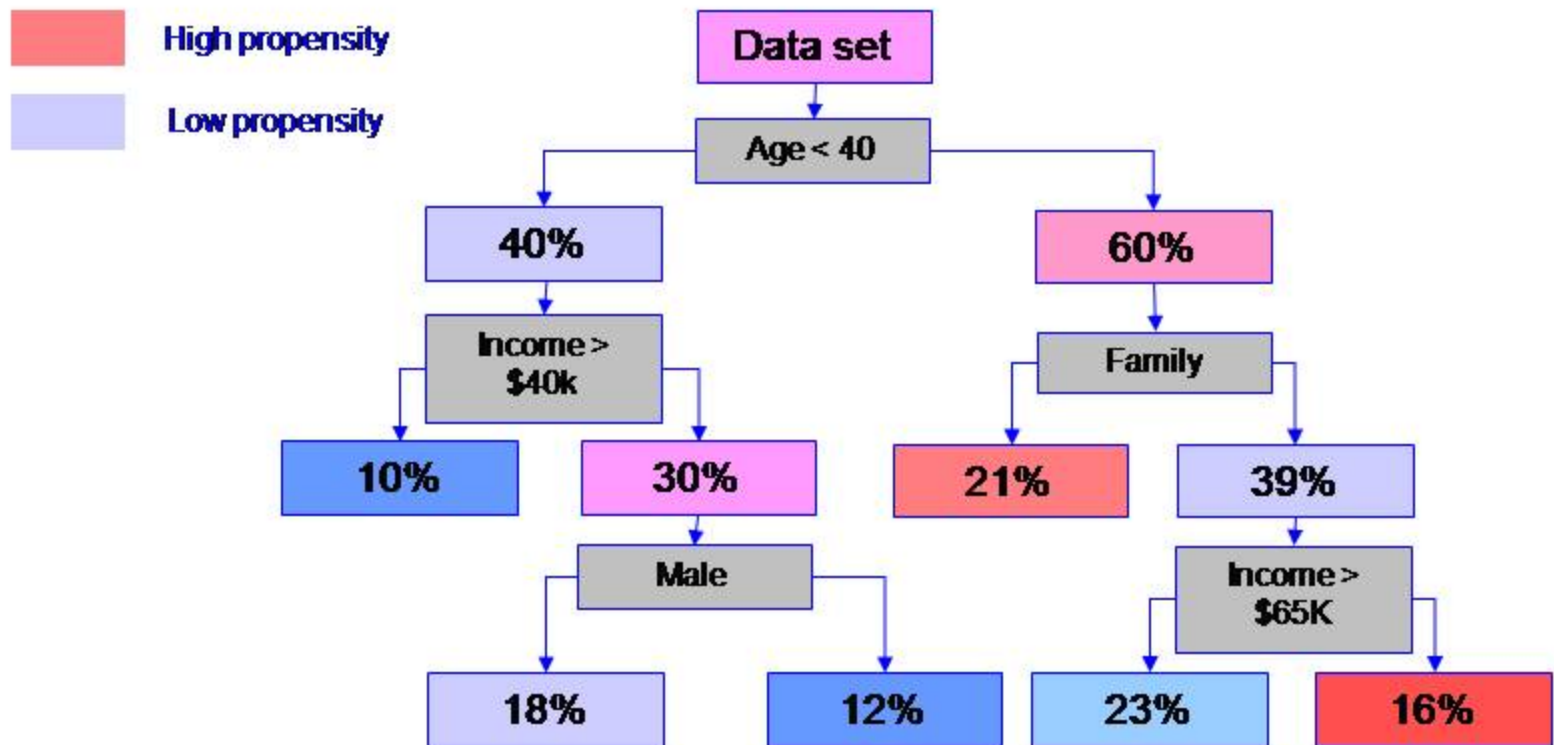 High propensity
Data set
Low propensity
Age < 40
40%
60%
Income >
$40k
Family
10%
30%
21%
39%
Male
Income >
$65K
18%
12%
23%
16%